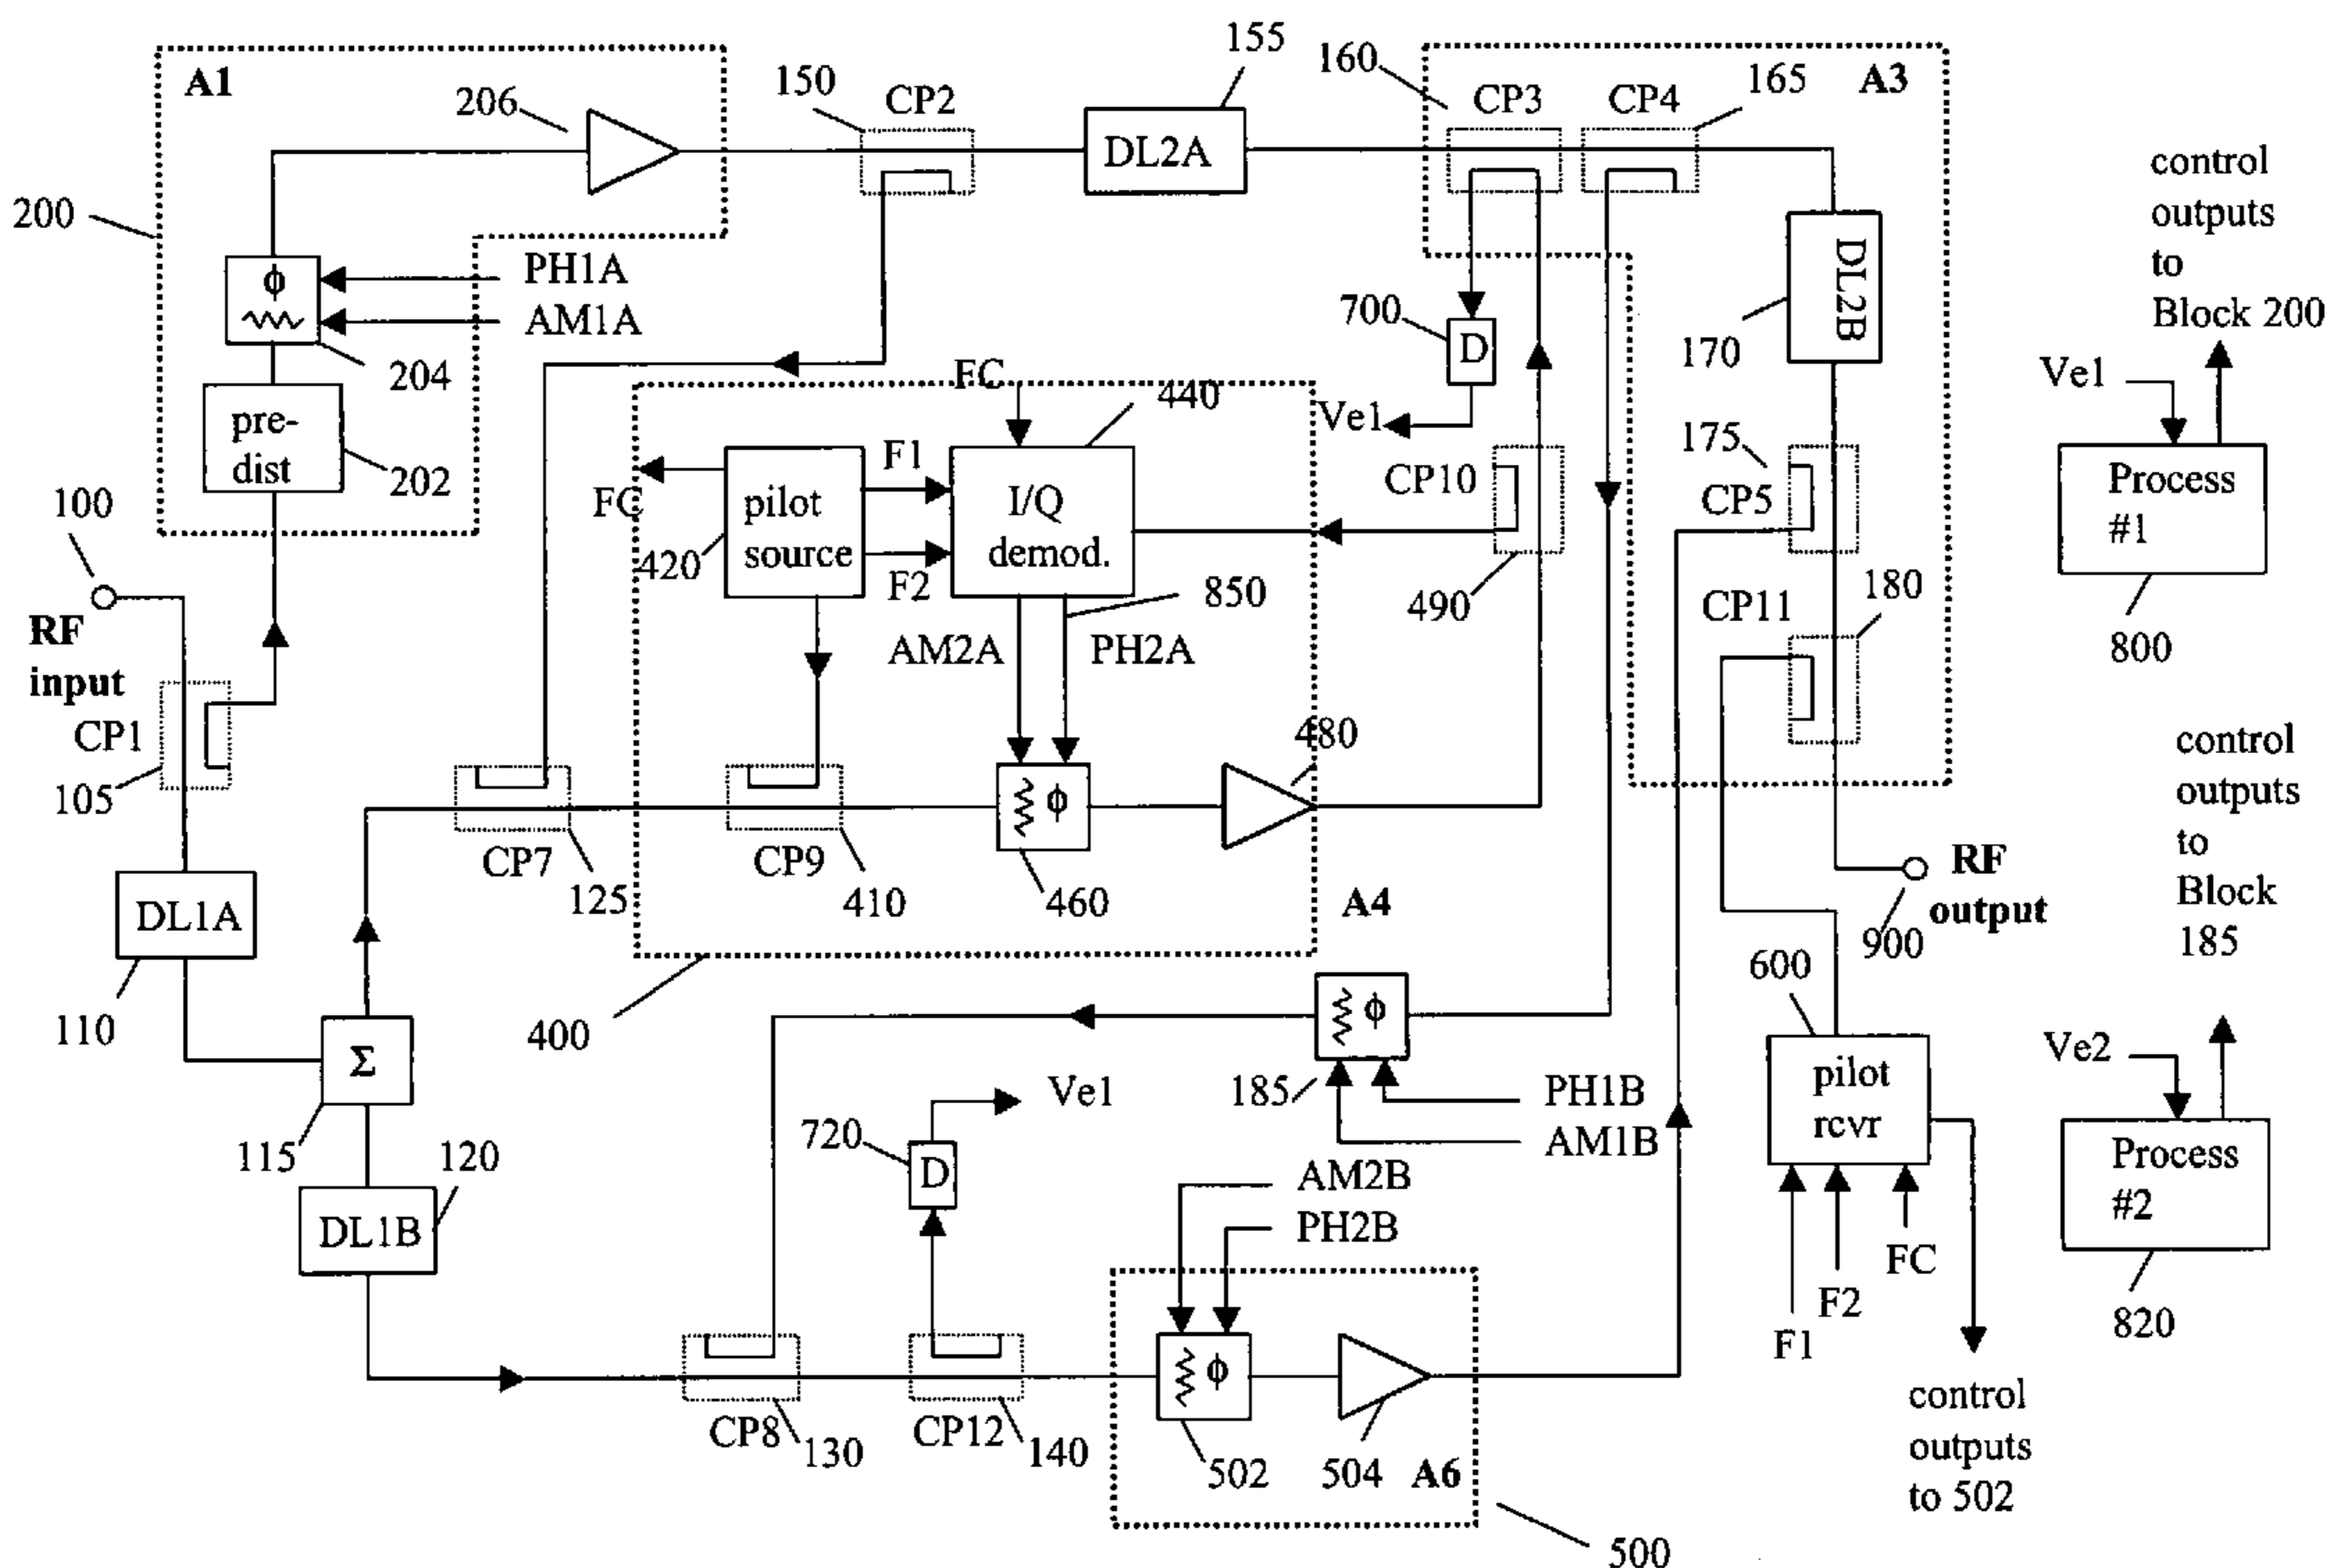 155
160
165
A1
150
CP2
CP3
CP4
A3
206
DL2A
control
outputs
to
Block 200
200
PH1A
ϕ
AM1A
700
D
DL2B
170
204
FC
440
Ve1
Ve1
pre-
dist
202
F1
175
CP10
CP5
Process
#1
100
FC
pilot
source
I/Q
demod.
420
F2
850
490
CP11
180
RF
input
AM2A
PH2A
800
CP1
480
control
outputs
to
Block
185
105
ϕ
CP7
CP9
RF
output
125
410
460
A4
DL1A
900
600
110
400
ϕ
Σ
Ve1
185
PH1B
pilot
rcvr
Ve2
720
AM1B
115
120
D
AM2B
Process
#2
DL1B
PH2B
FC
F2
820
F1
ϕ
control
outputs
to 502
CP8
130
CP12
140
502
504
A6
500